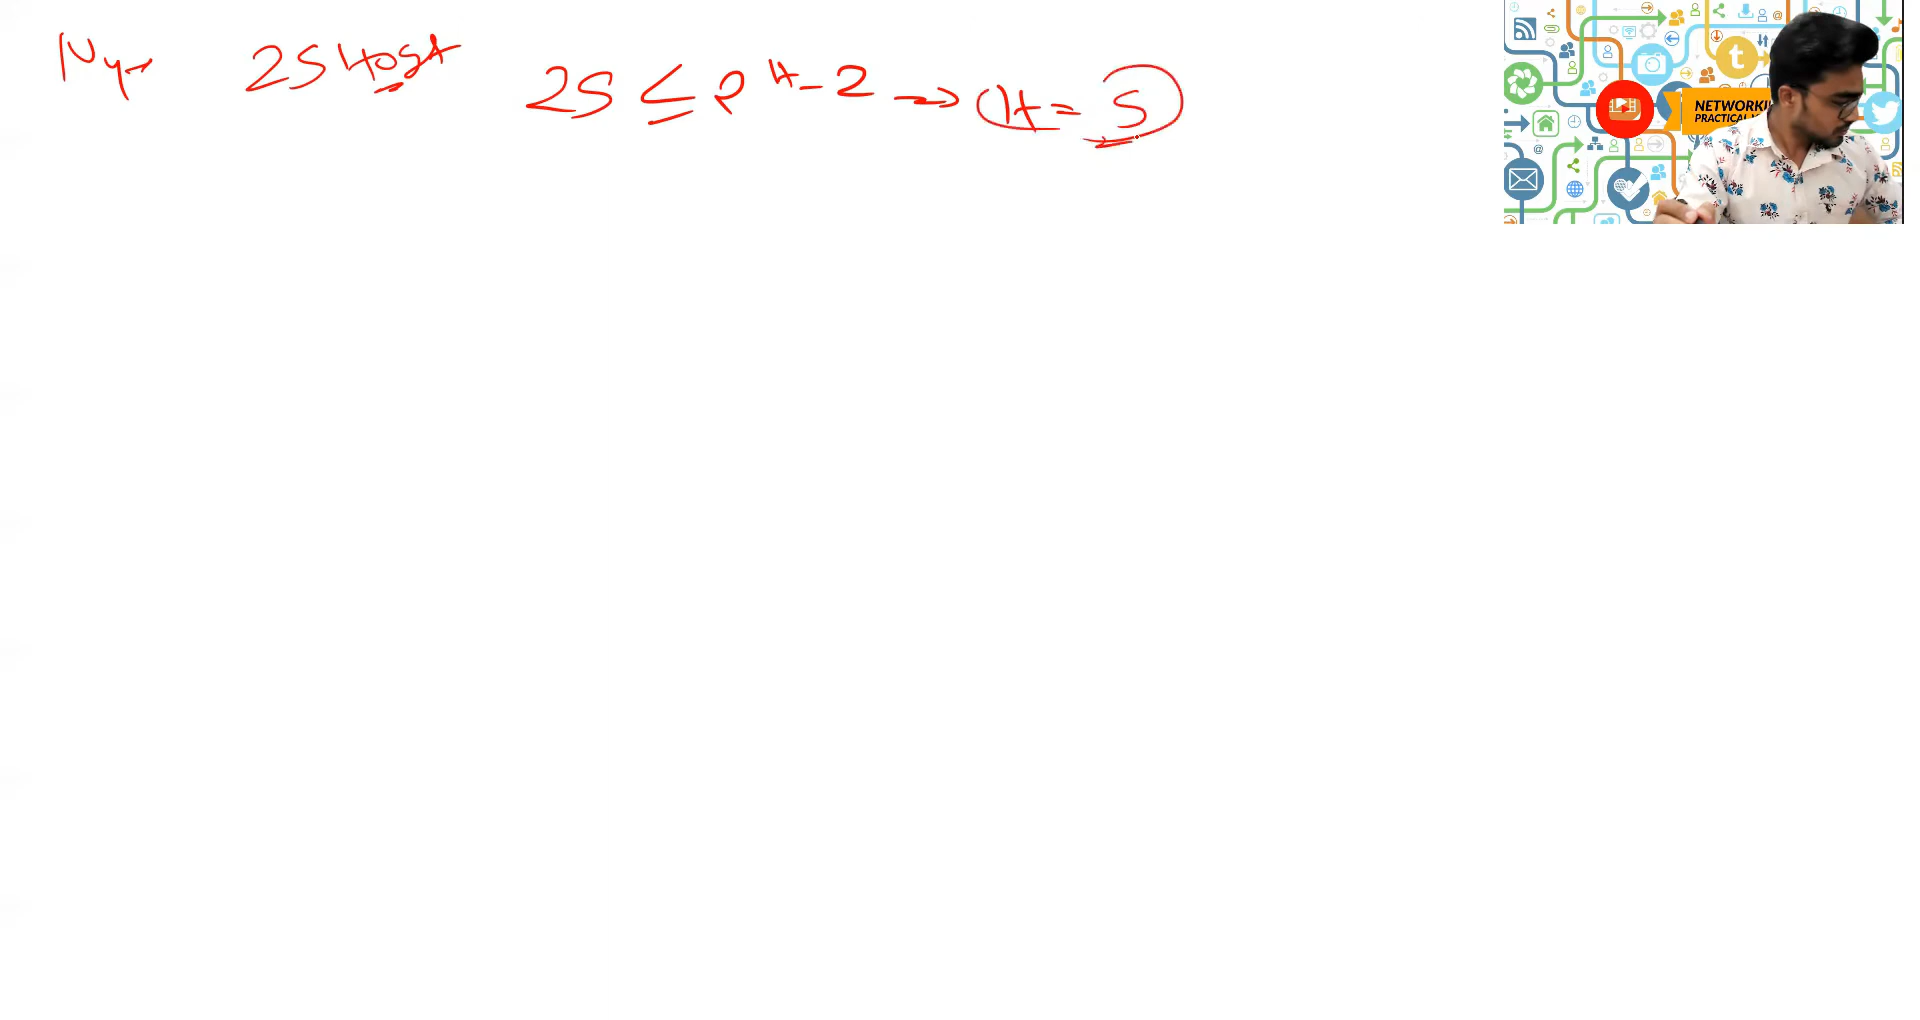 Ny 25 Host
25 ≤ 2^H - 2 → H = 5
NETWORKI
PRACTICAL
t
@
@
@